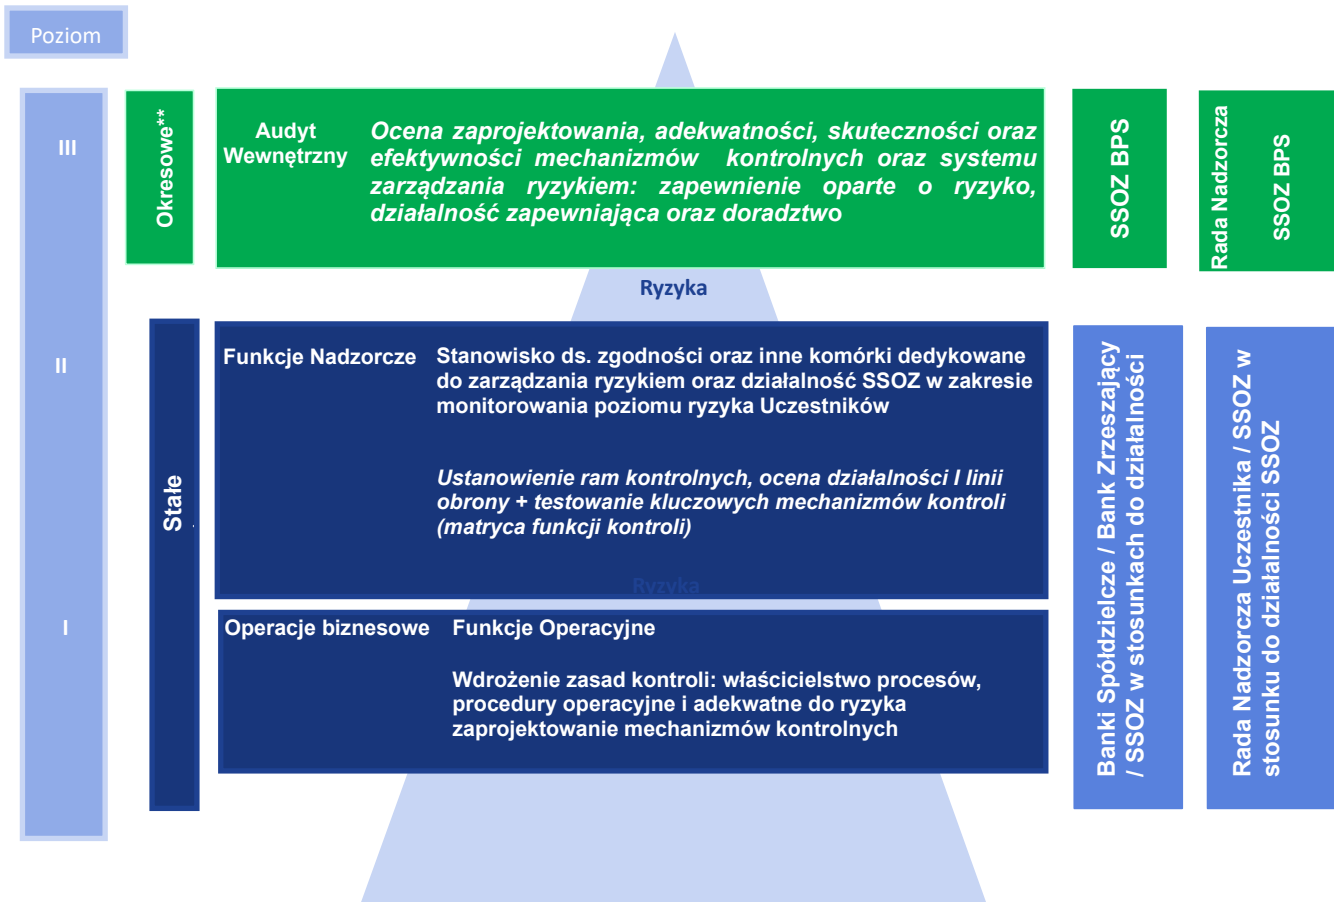 Poziom
III
Okresowe**
Audyt
Wewnętrzny
Ocena zaprojektowania, adekwatności, skuteczności oraz
efektywności mechanizmów kontrolnych oraz systemu
zarządzania ryzykiem: zapewnienie oparte o ryzyko,
działalność zapewniająca oraz doradztwo
SSOZ BPS
Rada Nadzorcza
SSOZ BPS
Ryzyka
II
Stałe
Funkcje Nadzorcze
Stanowisko ds. zgodności oraz inne komórki dedykowane
do zarządzania ryzykiem oraz działalność SSOZ w zakresie
monitorowania poziomu ryzyka Uczestników
Ustanowienie ram kontrolnych, ocena działalności I linii
obrony + testowanie kluczowych mechanizmów kontroli
(matryca funkcji kontroli)
Ryzyka
I
Operacje biznesowe
Funkcje Operacyjne
Wdrożenie zasad kontroli: właścicielstwo procesów,
procedury operacyjne i adekwatne do ryzyka
zaprojektowanie mechanizmów kontrolnych
Banki Spółdzielcze / Bank Zrzeszający
/ SSOZ w stosunkach do działalności
Rada Nadzorcza Uczestnika / SSOZ w
stosunku do działalności SSOZ